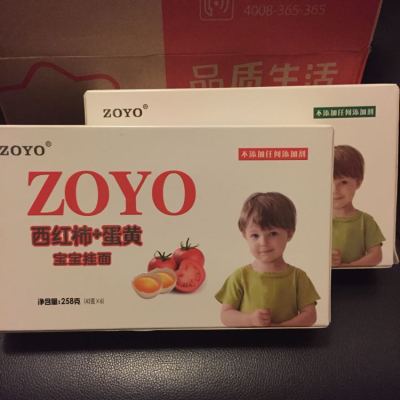 4008-365-365
品质生活
ZOYO®
不添加任何添加剂
ZOYO®
不添加任何添加剂
ZOYO
西红柿+蛋黄
宝宝挂面
净含量:258克